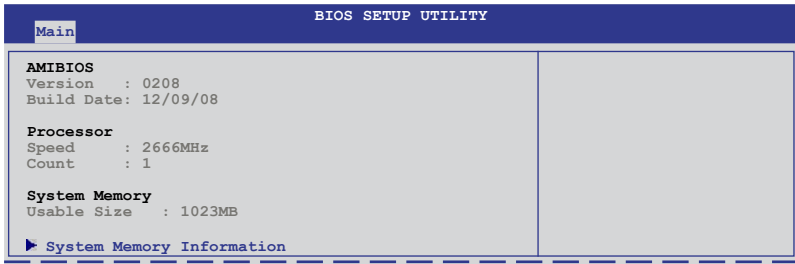 BIOS SETUP UTILITY
Main
AMIBIOS
Version : 0208
Build Date: 12/09/08
Processor
Speed : 2666MHz
Count : 1
System Memory
Usable Size : 1023MB
System Memory Information